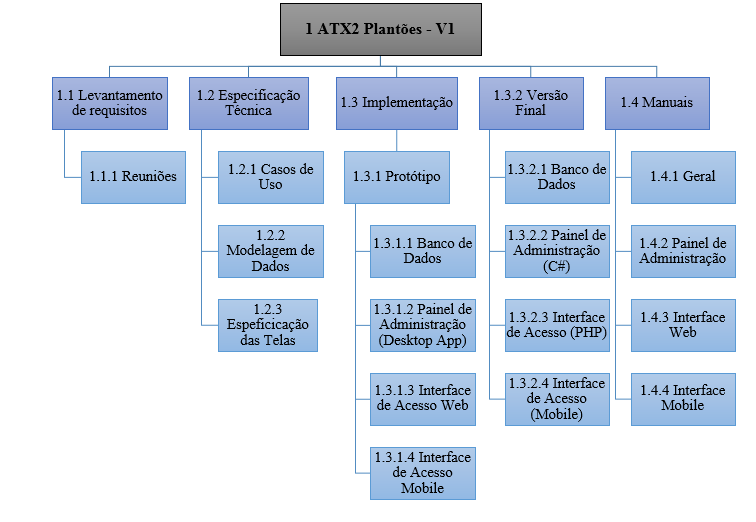 1 ATX2 Plantões - V1
1.1 Levantamento
de requisitos
1.1.1 Reuniões
1.2 Especificação
Técnica
1.2.1 Casos de
Uso
1.2.2
Modelagem de
Dados
1.2.3
Espeficicação
das Telas
1.3 Implementação
1.3.1 Protótipo
1.3.1.1 Banco de
Dados
1.3.1.2 Painel de
Administração
(Desktop App)
1.3.1.3 Interface
de Acesso Web
1.3.1.4 Interface
de Acesso
Mobile
1.3.2 Versão
Final
1.3.2.1 Banco de
Dados
1.3.2.2 Painel de
Administração
(C#)
1.3.2.3 Interface
de Acesso (PHP)
1.3.2.4 Interface
de Acesso
(Mobile)
1.4 Manuais
1.4.1 Geral
1.4.2 Painel de
Administração
1.4.3 Interface
Web
1.4.4 Interface
Mobile